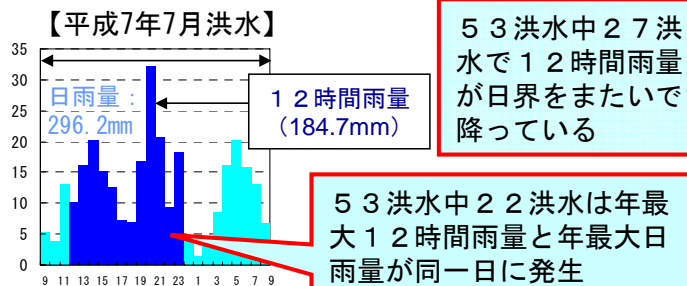 【平成7年7月洪水】
35
30
25
20
15
10
5
0
日雨量：
296.2mm
１２時間雨量
（184.7mm）
9 11 13 15 17 19 21 23 1 3 5 7 9
５３洪水中２７洪
水で１２時間雨量
が日界をまたいで
降っている
５３洪水中２２洪水は年最
大１２時間雨量と年最大日
雨量が同一日に発生